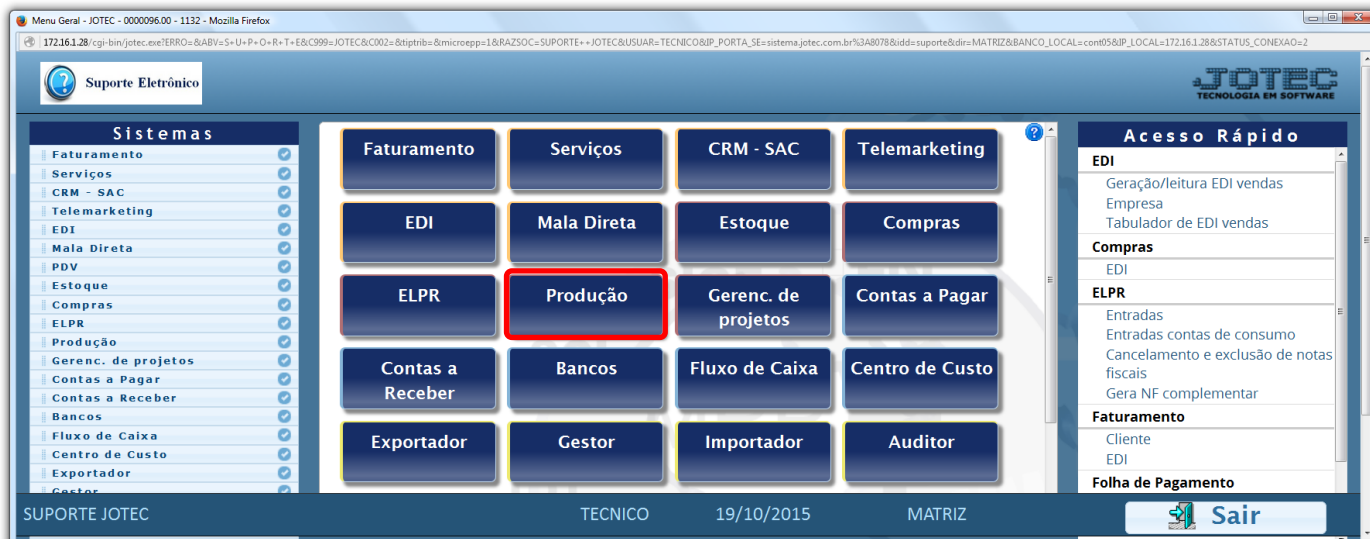 Menu Geral - JOTEC - 0000096.00 - 1132 - Mozilla Firefox
172.16.1.28/cgi-bin/jotec.exe?ERRO=&ABV=S+U+P+O+R+T+E&C999=JOTEC&C002=&tiptrib=&microepp=1&RAZSOC=SUPORTE++JOTEC&USUAR=TECNICO&IP_PORTA_SE=sistema.jotec.com.br%3A8078&idd=suporte&dir=MATRIZ&BANCO_LOCAL=cont05&IP_LOCAL=172.16.1.28&STATUS_CONEXAO=2
Suporte Eletrônico
JOTEC
TECNOLOGIA EM SOFTWARE
Sistemas
Faturamento
Serviços
CRM - SAC
Telemarketing
EDI
Mala Direta
PDV
Estoque
Compras
ELPR
Produção
Gerenc. de projetos
Contas a Pagar
Contas a Receber
Bancos
Fluxo de Caixa
Centro de Custo
Exportador
Gestor
Faturamento
Serviços
CRM - SAC
Telemarketing
EDI
Mala Direta
Estoque
Compras
ELPR
Produção
Gerenc. de
projetos
Contas a Pagar
Contas a
Receber
Bancos
Fluxo de Caixa
Centro de Custo
Exportador
Gestor
Importador
Auditor
Acesso Rápido
EDI
Geração/leitura EDI vendas
Empresa
Tabulador de EDI vendas
Compras
EDI
ELPR
Entradas
Entradas contas de consumo
Cancelamento e exclusão de notas
fiscais
Gera NF complementar
Faturamento
Cliente
EDI
Folha de Pagamento
SUPORTE JOTEC
TECNICO
19/10/2015
MATRIZ
Sair